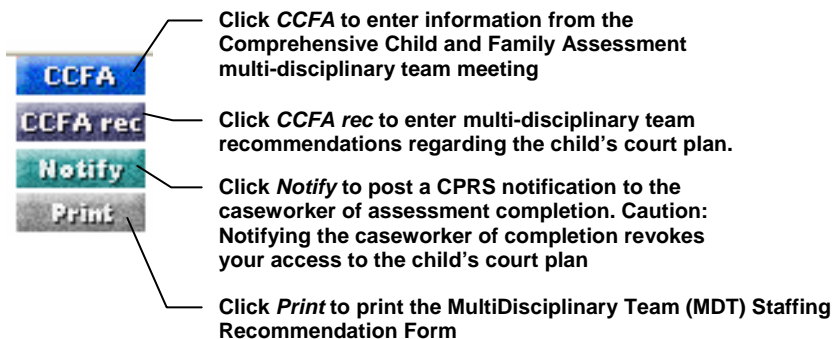 Click CCFA to enter information from the
Comprehensive Child and Family Assessment
multi-disciplinary team meeting
CCFA
CCFA rec
Click CCFA rec to enter multi-disciplinary team
recommendations regarding the child's court plan.
Notify
Click Notify to post a CPRS notification to the
caseworker of assessment completion. Caution:
Notifying the caseworker of completion revokes
your access to the child's court plan
Print
Click Print to print the MultiDisciplinary Team (MDT) Staffing
Recommendation Form